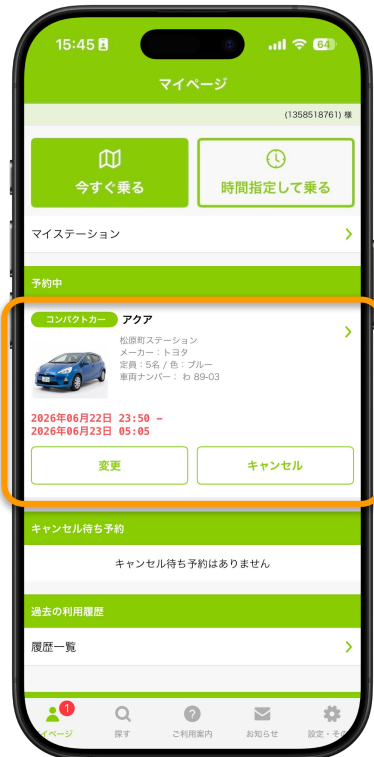 15:45
64
マイページ
(1358518761) 様
今すぐ乗る
時間指定して乗る
マイステーション
予約中
コンパクトカー アクア
松原町ステーション
メーカー：トヨタ
定員：5名 / 色：ブルー
車両ナンバー： わ 89-03
2026年06月22日 23:50 –
2026年06月23日 05:05
変更
キャンセル
キャンセル待ち予約
キャンセル待ち予約はありません
過去の利用履歴
履歴一覧
1
マイページ
探す
ご利用案内
お知らせ
設定・その